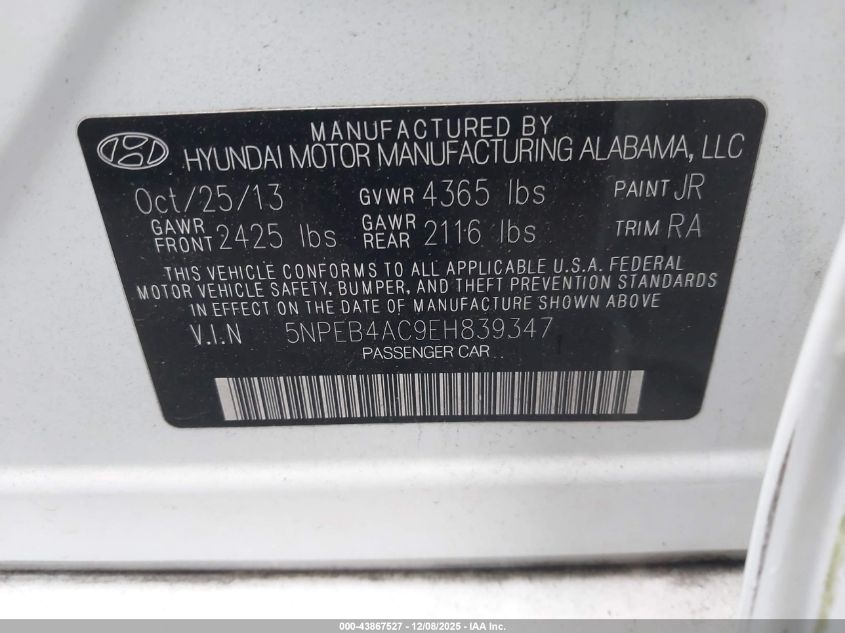 MANUFACTURED BY
HYUNDAI MOTOR MANUFACTURING ALABAMA, LLC
Oct/25/13 GVWR 4365 lbs PAINT JR
GAWR FRONT 2425 lbs GAWR REAR 2116 lbs TRIM RA
THIS VEHICLE CONFORMS TO ALL APPLICABLE U.S.A. FEDERAL
MOTOR VEHICLE SAFETY, BUMPER, AND THEFT PREVENTION STANDARDS
IN EFFECT ON THE DATE OF MANUFACTURE SHOWN ABOVE
V.I.N 5NPEB4AC9EH839347
PASSENGER CAR
000-43867527 - 12/08/2025 - IAA Inc.